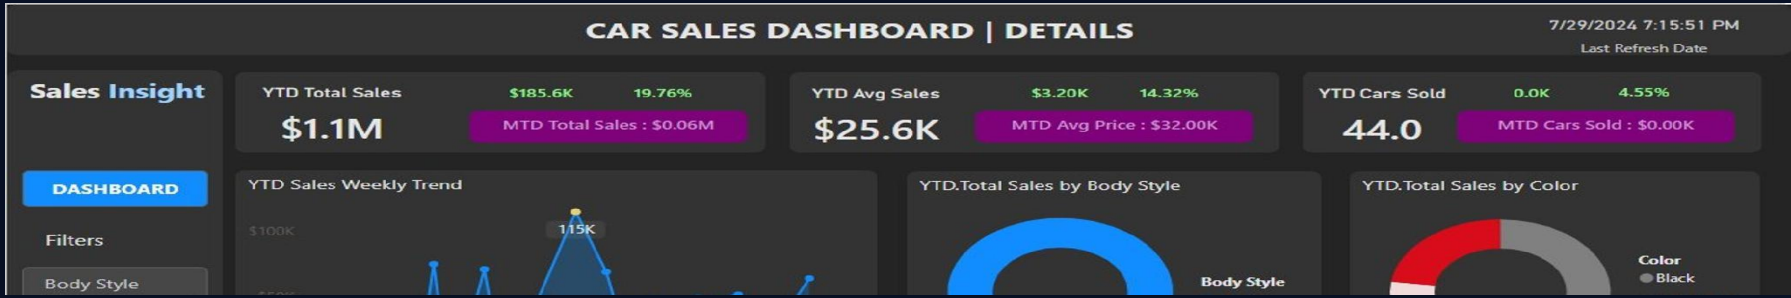 CAR SALES DASHBOARD | DETAILS
7/29/2024 7:15:51 PM
Last Refresh Date
Sales Insight
YTD Total Sales
$185.6K
19.76%
$1.1M
MTD Total Sales : $0.06M
YTD Avg Sales
$3.20K
14.32%
$25.6K
MTD Avg Price : $32.00K
YTD Cars Sold
0.0K
4.55%
44.0
MTD Cars Sold : $0.00K
DASHBOARD
Filters
Body Style
YTD Sales Weekly Trend
$100K
115K
$50K
YTD.Total Sales by Body Style
Body Style
YTD.Total Sales by Color
Color
Black